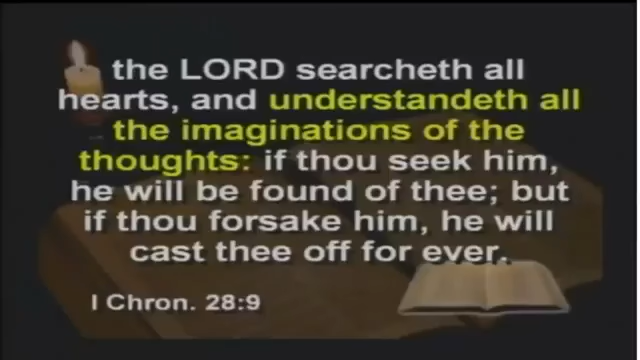 the LORD searcheth all
hearts, and understandeth all
the imaginations of the
thoughts: if thou seek him,
he will be found of thee; but
if thou forsake him, he will
cast thee off for ever.
I Chron. 28:9